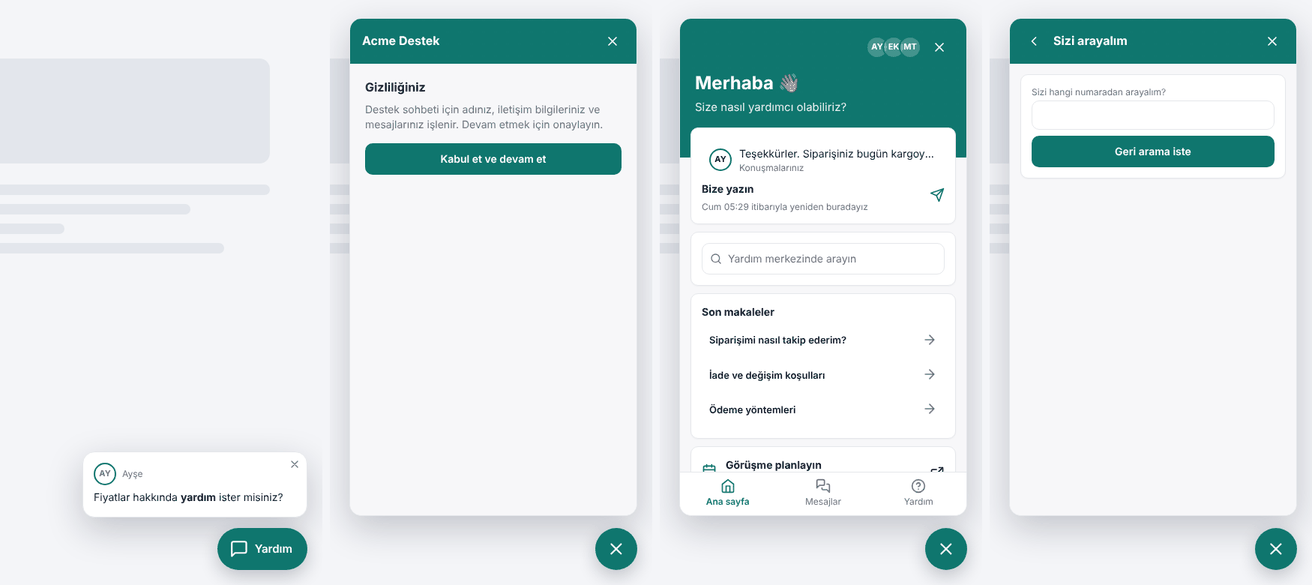 AY
Ayşe
Fiyatlar hakkında yardım ister misiniz?
Yardım
Acme Destek
Gizliliğiniz
Destek sohbeti için adınız, iletişim bilgileriniz ve
mesajlarınız işlenir. Devam etmek için onaylayın.
Kabul et ve devam et
AY EK MT
Merhaba 👋
Size nasıl yardımcı olabiliriz?
AY
Teşekkürler. Siparişiniz bugün kargoy...
Konuşmalarınız
Bize yazın
Cum 05:29 itibarıyla yeniden buradayız
Yardım merkezinde arayın
Son makaleler
Siparişimi nasıl takip ederim?
İade ve değişim koşulları
Ödeme yöntemleri
Görüşme planlayın
Ana sayfa
Mesajlar
Yardım
Sizi arayalım
Sizi hangi numaradan arayalım?
Geri arama iste